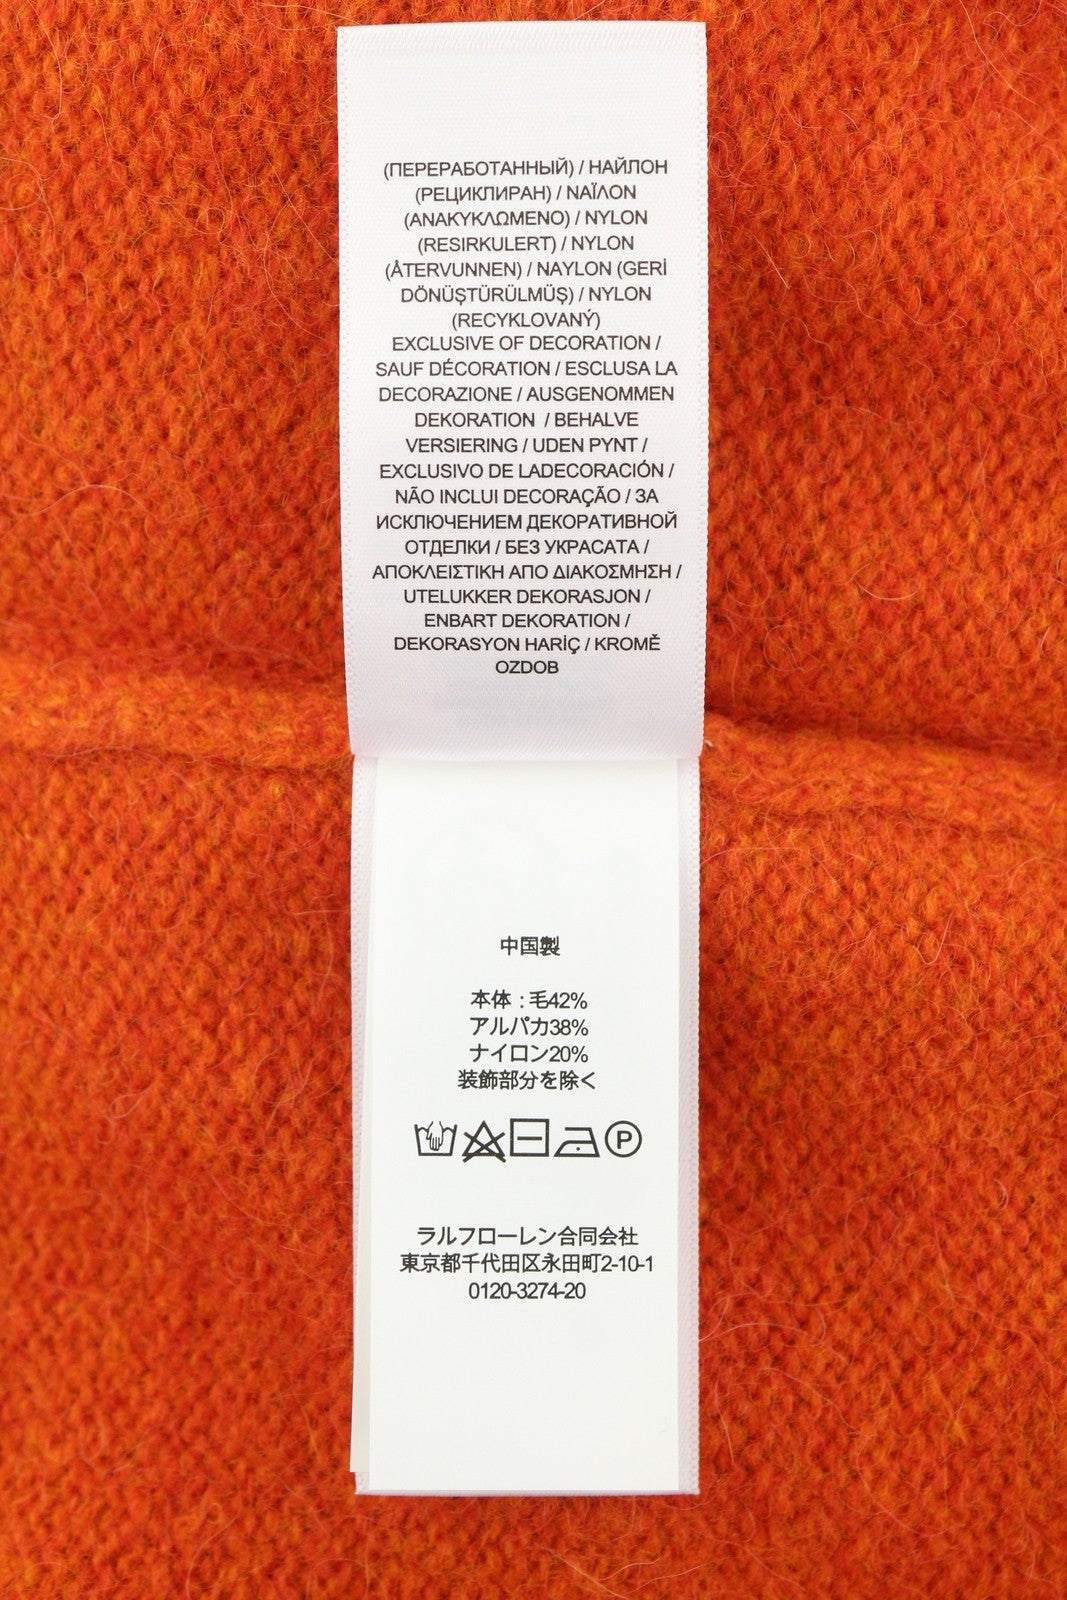 (ПЕРЕРАБОТАННЫЙ) / НАЙЛОН
(РЕЦИКЛИРАН) / ΝΑΪΛΟΝ
(ΑΝΑΚΥΚΛΩΜΕΝΟ) / NYLON
(RESIRKULERT) / NYLON
(ÅTERVUNNEN) / NAYLON (GERİ
DÖNÜŞTÜRÜLMÜŞ) / NYLON
(RECYKLOVANÝ)
EXCLUSIVE OF DECORATION /
SAUF DÉCORATION / ESCLUSA LA
DECORAZIONE / AUSGENOMMEN
DEKORATION / BEHALVE
VERSIERING / UDEN PYNT /
EXCLUSIVO DE LADECORACIÓN /
NÃO INCLUI DECORAÇÃO / ЗА
ИСКЛЮЧЕНИЕМ ДЕКОРАТИВНОЙ
ОТДЕЛКИ / БЕЗ УКРАСАТА /
ΑΠΟΚΛΕΙΣΤΙΚΗ ΑΠΟ ΔΙΑΚΟΣΜΗΣΗ /
UTELUKKER DEKORASJON /
ENBART DEKORATION /
DEKORASYON HARİÇ / KROMĚ
OZDOB
中国製
本体 : 毛42%
アルパカ38%
ナイロン20%
装飾部分を除く
P
ラルフローレン合同会社
東京都千代田区永田町2-10-1
0120-3274-20